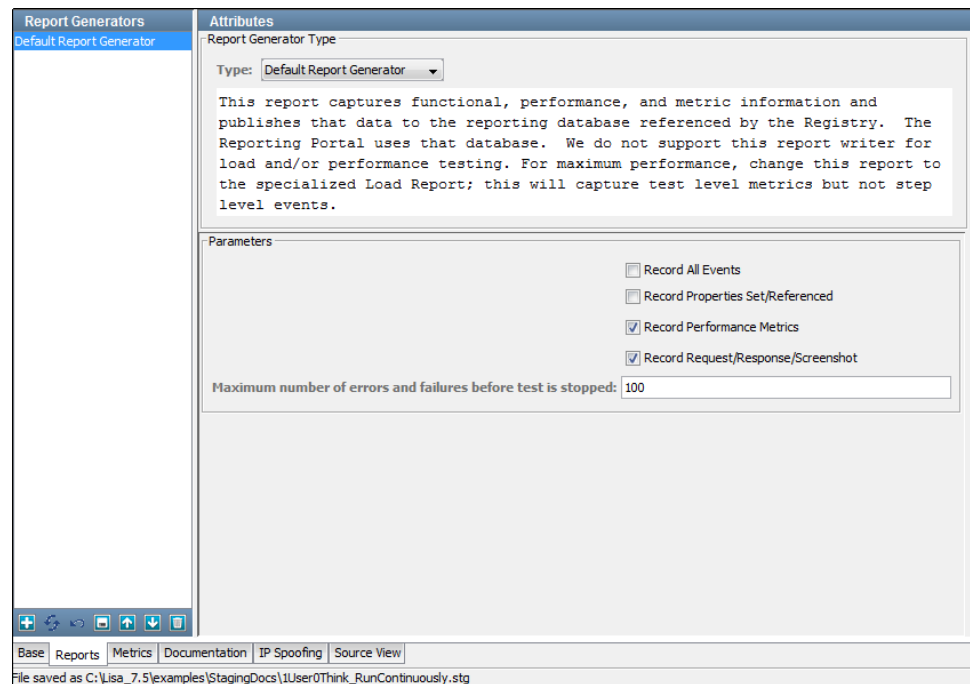 Report Generators
Default Report Generator
Attributes
Report Generator Type
Type: Default Report Generator
This report captures functional, performance, and metric information and
publishes that data to the reporting database referenced by the Registry. The
Reporting Portal uses that database. We do not support this report writer for
load and/or performance testing. For maximum performance, change this report to
the specialized Load Report; this will capture test level metrics but not step
level events.
Parameters
Record All Events
Record Properties Set/Referenced
Record Performance Metrics
Record Request/Response/Screenshot
Maximum number of errors and failures before test is stopped: 100
Base Reports Metrics Documentation IP Spoofing Source View
File saved as C:\Lisa_7.5\examples\StagingDocs\1User0Think_RunContinuously.stg